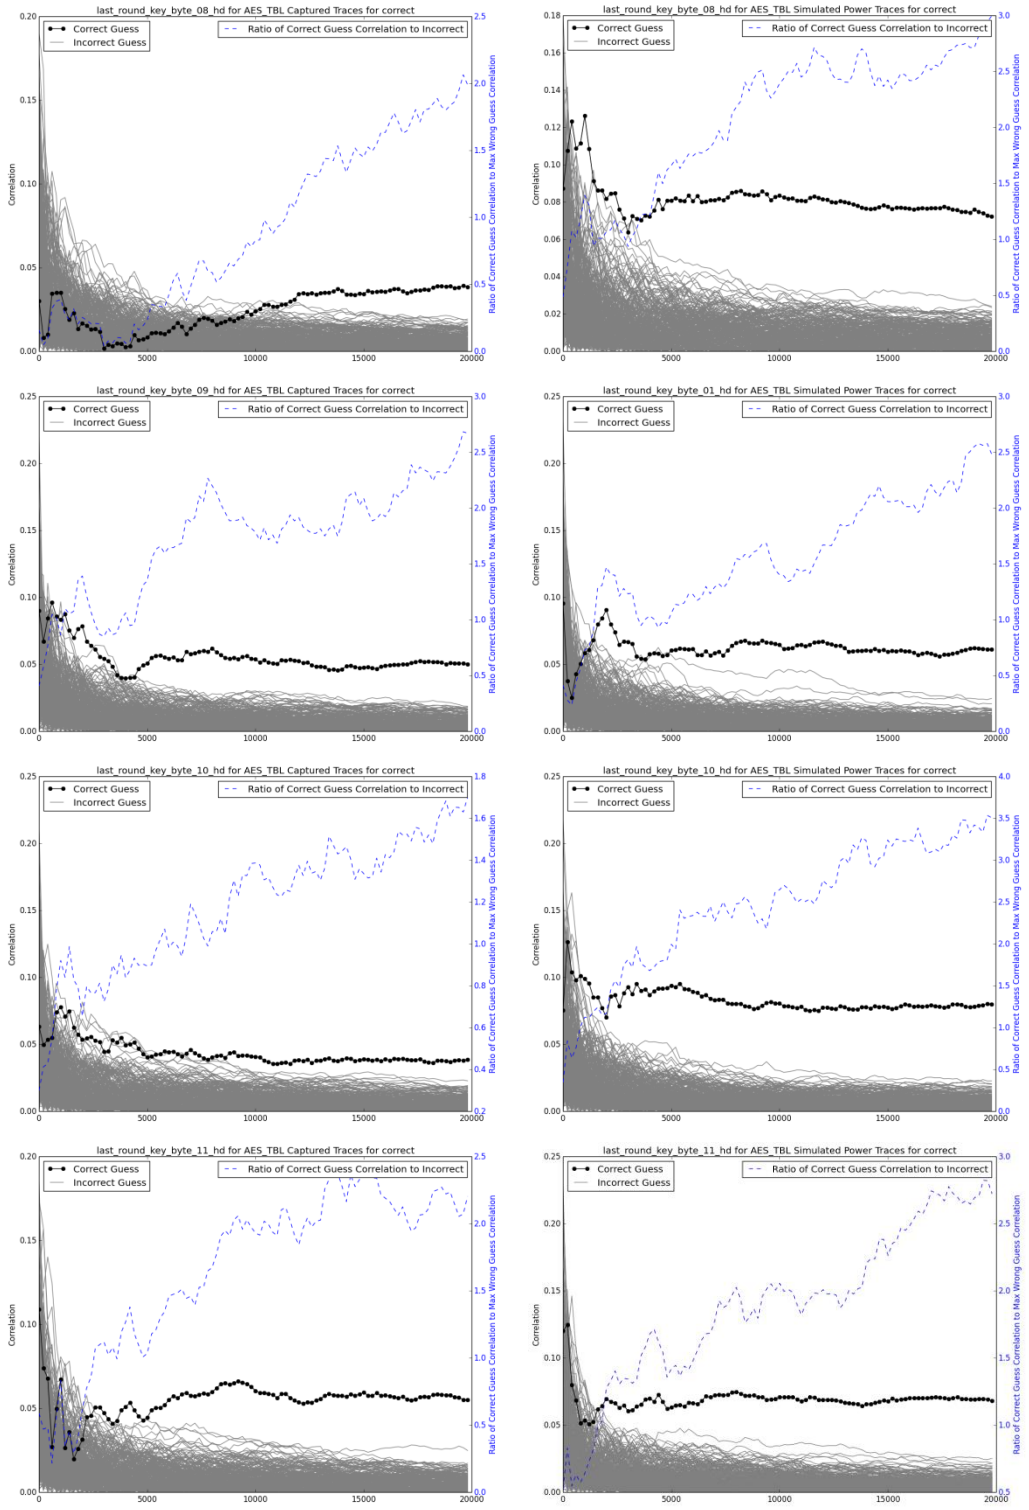 last_round_key_byte_08_hd for AES_TBL Captured Traces for correct
Correct Guess
Incorrect Guess
Ratio of Correct Guess Correlation to Incorrect
Correlation
Ratio of Correct Guess Correlation to Max Wrong Guess Correlation
0.20
0.15
0.10
0.05
0.00
2.5
2.0
1.5
1.0
0.5
0.0
0 5000 10000 15000 20000
last_round_key_byte_08_hd for AES_TBL Simulated Power Traces for correct
Correct Guess
Incorrect Guess
Ratio of Correct Guess Correlation to Incorrect
Correlation
Ratio of Correct Guess Correlation to Max Wrong Guess Correlation
0.18
0.16
0.14
0.12
0.10
0.08
0.06
0.04
0.02
0.00
3.0
2.5
2.0
1.5
1.0
0.5
0.0
0 5000 10000 15000 20000
last_round_key_byte_09_hd for AES_TBL Captured Traces for correct
Correct Guess
Incorrect Guess
Ratio of Correct Guess Correlation to Incorrect
Correlation
Ratio of Correct Guess Correlation to Max Wrong Guess Correlation
0.25
0.20
0.15
0.10
0.05
0.00
3.0
2.5
2.0
1.5
1.0
0.5
0.0
0 5000 10000 15000 20000
last_round_key_byte_01_hd for AES_TBL Simulated Power Traces for correct
Correct Guess
Incorrect Guess
Ratio of Correct Guess Correlation to Incorrect
Correlation
Ratio of Correct Guess Correlation to Max Wrong Guess Correlation
0.25
0.20
0.15
0.10
0.05
0.00
3.0
2.5
2.0
1.5
1.0
0.5
0.0
0 5000 10000 15000 20000
last_round_key_byte_10_hd for AES_TBL Captured Traces for correct
Correct Guess
Incorrect Guess
Ratio of Correct Guess Correlation to Incorrect
Correlation
Ratio of Correct Guess Correlation to Max Wrong Guess Correlation
0.25
0.20
0.15
0.10
0.05
0.00
1.8
1.6
1.4
1.2
1.0
0.8
0.6
0.4
0.2
0 5000 10000 15000 20000
last_round_key_byte_10_hd for AES_TBL Simulated Power Traces for correct
Correct Guess
Incorrect Guess
Ratio of Correct Guess Correlation to Incorrect
Correlation
Ratio of Correct Guess Correlation to Max Wrong Guess Correlation
0.25
0.20
0.15
0.10
0.05
0.00
4.0
3.5
3.0
2.5
2.0
1.5
1.0
0.5
0.0
0 5000 10000 15000 20000
last_round_key_byte_11_hd for AES_TBL Captured Traces for correct
Correct Guess
Incorrect Guess
Ratio of Correct Guess Correlation to Incorrect
Correlation
Ratio of Correct Guess Correlation to Max Wrong Guess Correlation
0.20
0.15
0.10
0.05
0.00
2.5
2.0
1.5
1.0
0.5
0.0
0 5000 10000 15000 20000
last_round_key_byte_11_hd for AES_TBL Simulated Power Traces for correct
Correct Guess
Incorrect Guess
Ratio of Correct Guess Correlation to Incorrect
Correlation
Ratio of Correct Guess Correlation to Max Wrong Guess Correlation
0.25
0.20
0.15
0.10
0.05
0.00
3.0
2.5
2.0
1.5
1.0
0.5
0 5000 10000 15000 20000